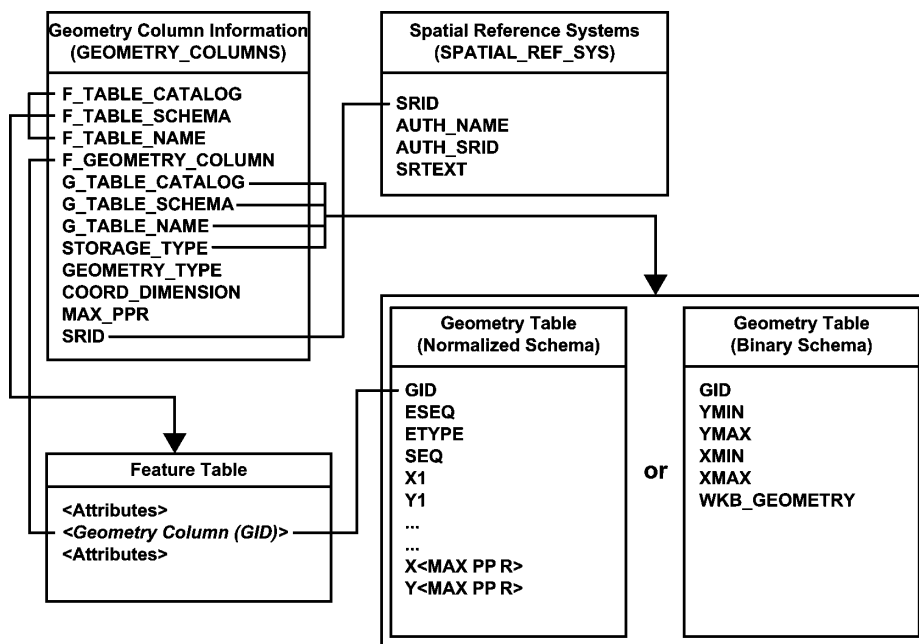 Geometry Column Information
(GEOMETRY_COLUMNS)
F_TABLE_CATALOG
F_TABLE_SCHEMA
F_TABLE_NAME
F_GEOMETRY_COLUMN
G_TABLE_CATALOG
G_TABLE_SCHEMA
G_TABLE_NAME
STORAGE_TYPE
GEOMETRY_TYPE
COORD_DIMENSION
MAX_PPR
SRID
Spatial Reference Systems
(SPATIAL_REF_SYS)
SRID
AUTH_NAME
AUTH_SRID
SRTEXT
Feature Table
<Attributes>
<Geometry Column (GID)>
<Attributes>
Geometry Table
(Normalized Schema)
GID
ESEQ
ETYPE
SEQ
X1
Y1
...
...
X<MAX PP R>
Y<MAX PP R>
or
Geometry Table
(Binary Schema)
GID
YMIN
YMAX
XMIN
XMAX
WKB_GEOMETRY